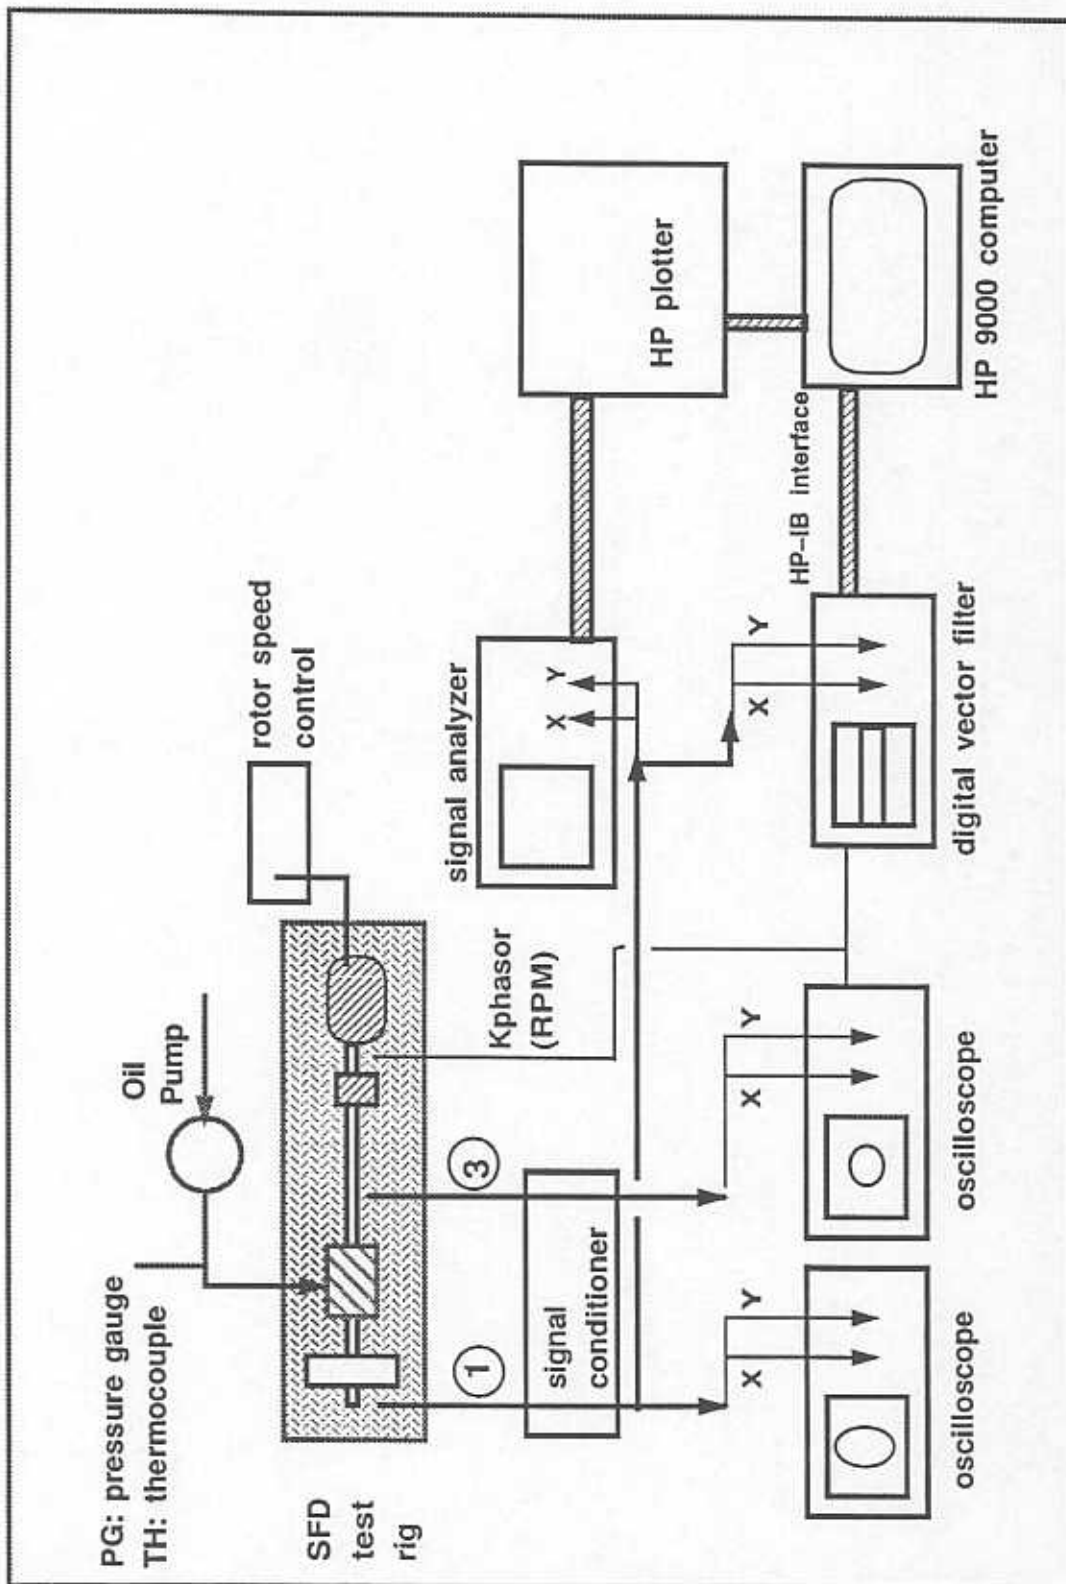 PG: pressure gauge
TH: thermocouple
Oil
Pump
rotor speed
control
SFD
test
rig
1
3
Kphasor
(RPM)
signal analyzer
X
Y
HP plotter
signal
conditioner
X
Y
X
Y
X
Y
HP-IB interface
oscilloscope
oscilloscope
digital vector filter
HP 9000 computer